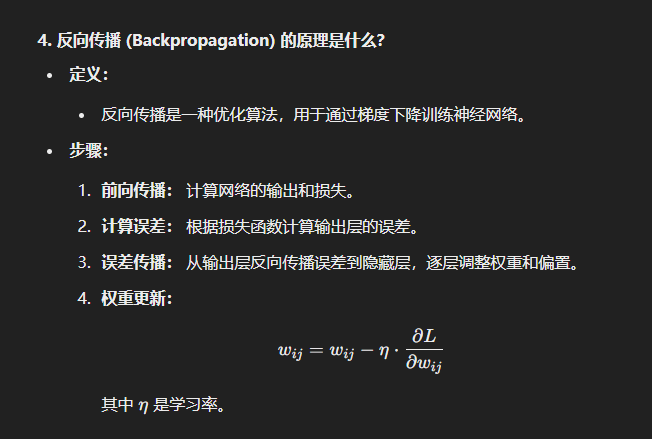 4. 反向传播 (Backpropagation) 的原理是什么?
• 定义：
• 反向传播是一种优化算法，用于通过梯度下降训练神经网络。
• 步骤：
1. 前向传播： 计算网络的输出和损失。
2. 计算误差： 根据损失函数计算输出层的误差。
3. 误差传播： 从输出层反向传播误差到隐藏层，逐层调整权重和偏置。
4. 权重更新：
w_{ij} = w_{ij} − η · ∂L/∂w_{ij}
其中 η 是学习率。